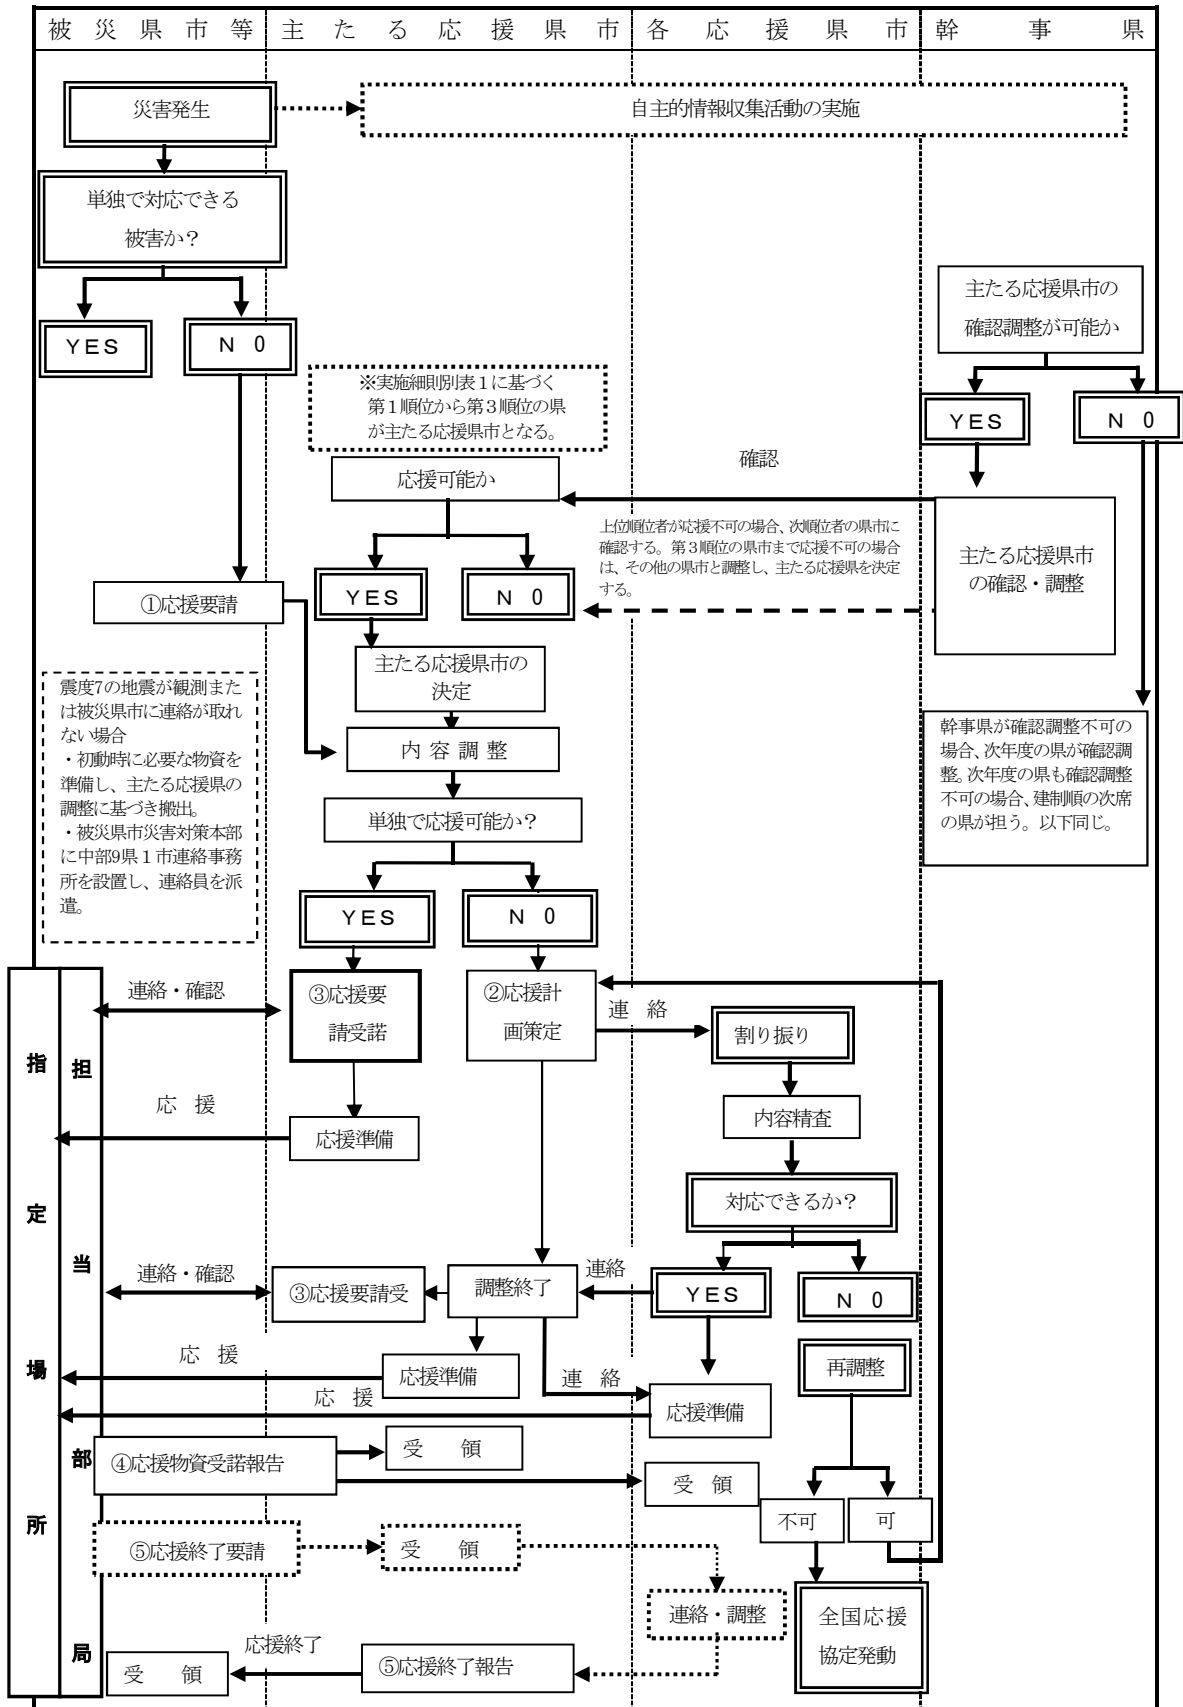 被災県市等
主たる応援県市
各応援県市
幹事県
災害発生
自主的情報収集活動の実施
単独で対応できる
被害か?
YES
N O
主たる応援県市の
確認調整が可能か
YES
N O
※実施細則別表1に基づく
第1順位から第3順位の県
が主たる応援県市となる。
確認
応援可能か
上位順位者が応援不可の場合、次順位者の県市に
確認する。第3順位の県市まで応援不可の場合
は、その他の県市と調整し、主たる応援県を決定
する。
主たる応援県市
の確認・調整
YES
N O
①応援要請
主たる応援県市の
決定
震度7の地震が観測また
は被災県市に連絡が取れ
ない場合
・初動時に必要な物資を
準備し、主たる応援県の
調整に基づき搬出。
・被災県市災害対策本部
に中部9県1市連絡事務
所を設置し、連絡員を派
遣。
内 容 調 整
幹事県が確認調整不可の
場合、次年度の県が確認調
整。次年度の県も確認調整
不可の場合、建制順の次席
の県が担う。以下同じ。
単独で応援可能か?
YES
N O
連絡・確認
③応援要
請受諾
②応援計
画策定
連 絡
割り振り
指定場所
担当部局
応 援
応援準備
内容精査
対応できるか?
連絡・確認
③応援要請受
調整終了
連絡
YES
N O
再調整
応 援
応援準備
連 絡
応 援
応援準備
④応援物資受諾報告
受 領
受 領
不可
可
⑤応援終了要請
受 領
連絡・調整
全国応援
協定発動
応援終了
受 領
⑤応援終了報告